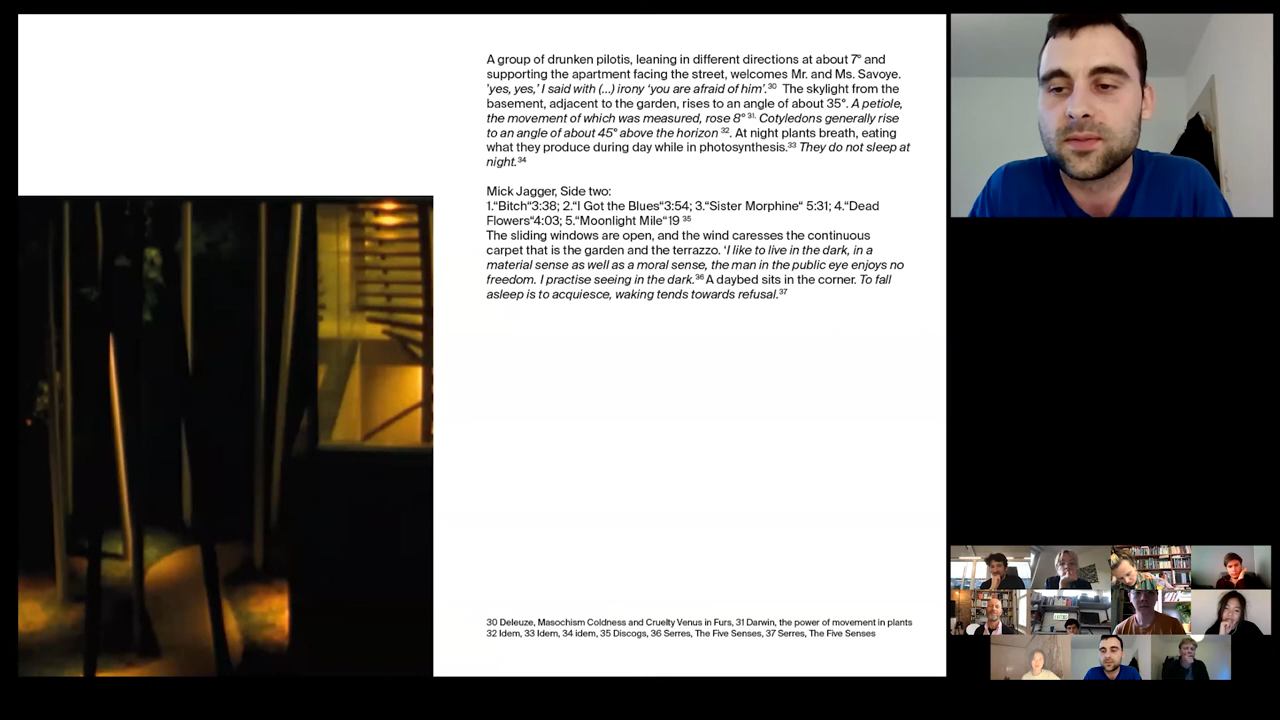 A group of drunken pilotis, leaning in different directions at about 7° and
supporting the apartment facing the street, welcomes Mr. and Ms. Savoye.
'yes, yes,' I said with (...) irony 'you are afraid of him'.30 The skylight from the
basement, adjacent to the garden, rises to an angle of about 35°. A petiole,
the movement of which was measured, rose 8° 31. Cotyledons generally rise
to an angle of about 45° above the horizon 32. At night plants breath, eating
what they produce during day while in photosynthesis.33 They do not sleep at
night.34
Mick Jagger, Side two:
1.“Bitch“3:38; 2.“I Got the Blues“3:54; 3.“Sister Morphine“ 5:31; 4.“Dead
Flowers“4:03; 5.“Moonlight Mile“19 35
The sliding windows are open, and the wind caresses the continuous
carpet that is the garden and the terrazzo. 'I like to live in the dark, in a
material sense as well as a moral sense, the man in the public eye enjoys no
freedom. I practise seeing in the dark.36 A daybed sits in the corner. To fall
asleep is to acquiesce, waking tends towards refusal.37
30 Deleuze, Masochism Coldness and Cruelty Venus in Furs, 31 Darwin, the power of movement in plants
32 Idem, 33 Idem, 34 idem, 35 Discogs, 36 Serres, The Five Senses, 37 Serres, The Five Senses